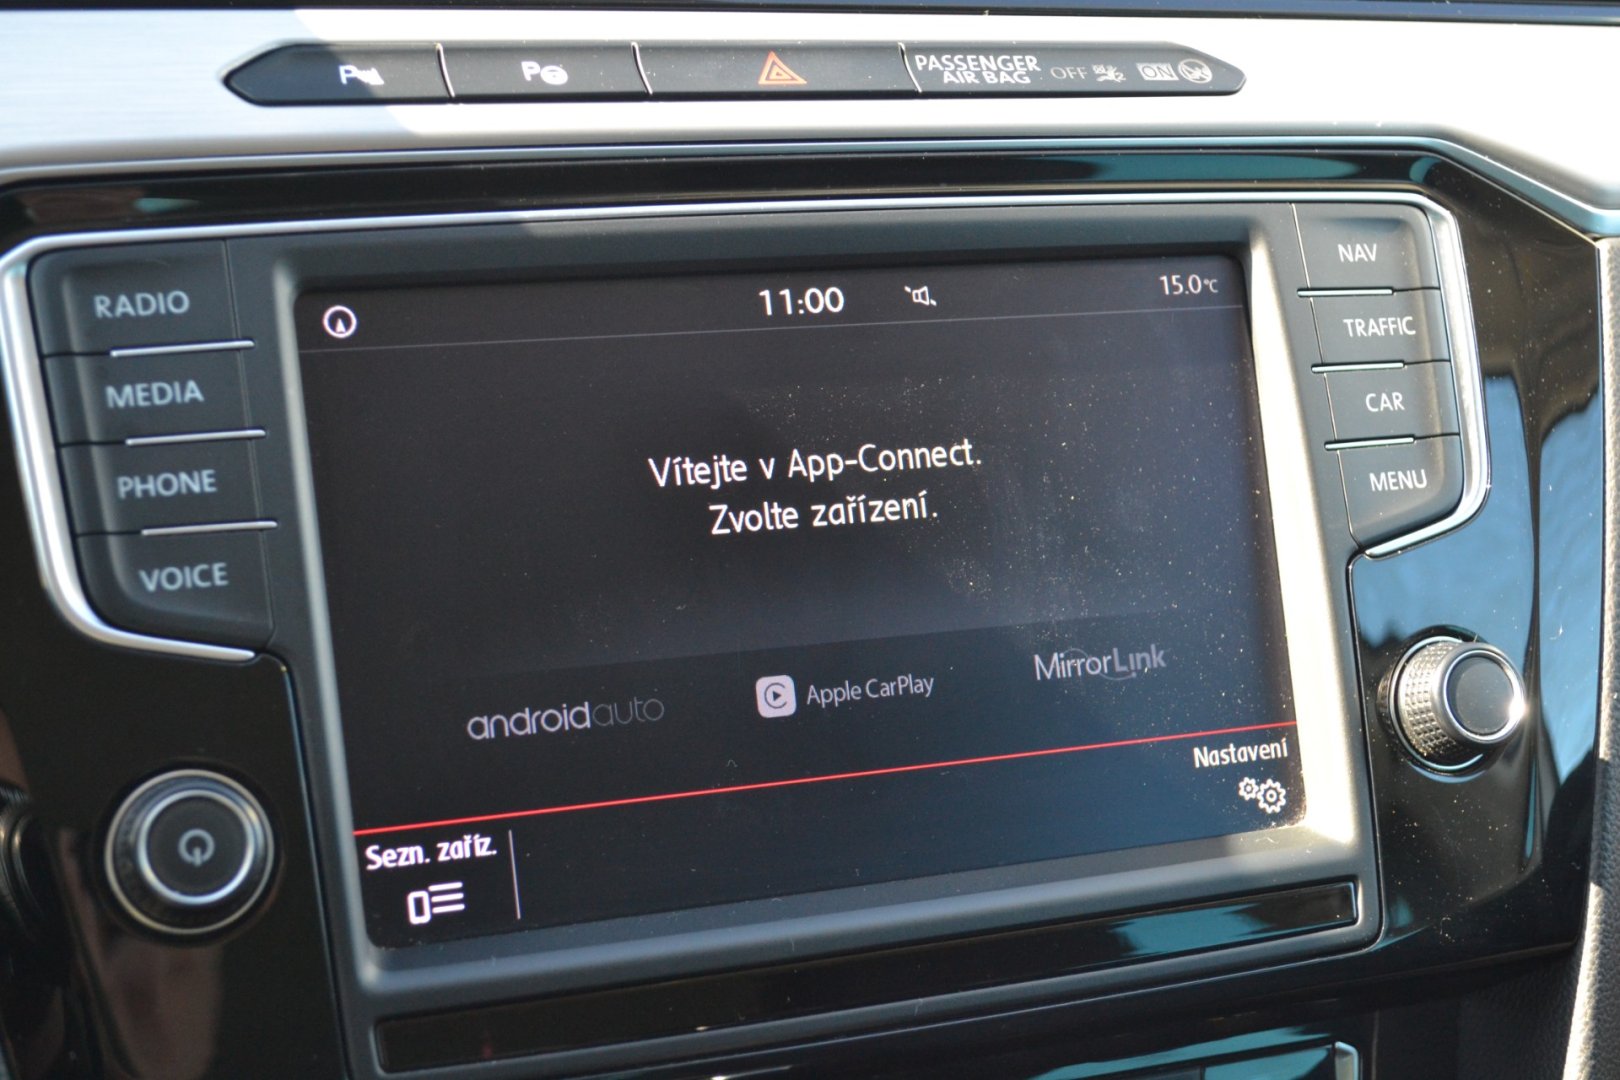 P P
PASSENGER
AIR BAG OFF ON
RADIO
MEDIA
PHONE
VOICE
11:00 15.0°C
Vítejte v App-Connect.
Zvolte zařízení.
androidauto Apple CarPlay MirrorLink
Nastavení
Sezn. zaříz.
NAV
TRAFFIC
CAR
MENU